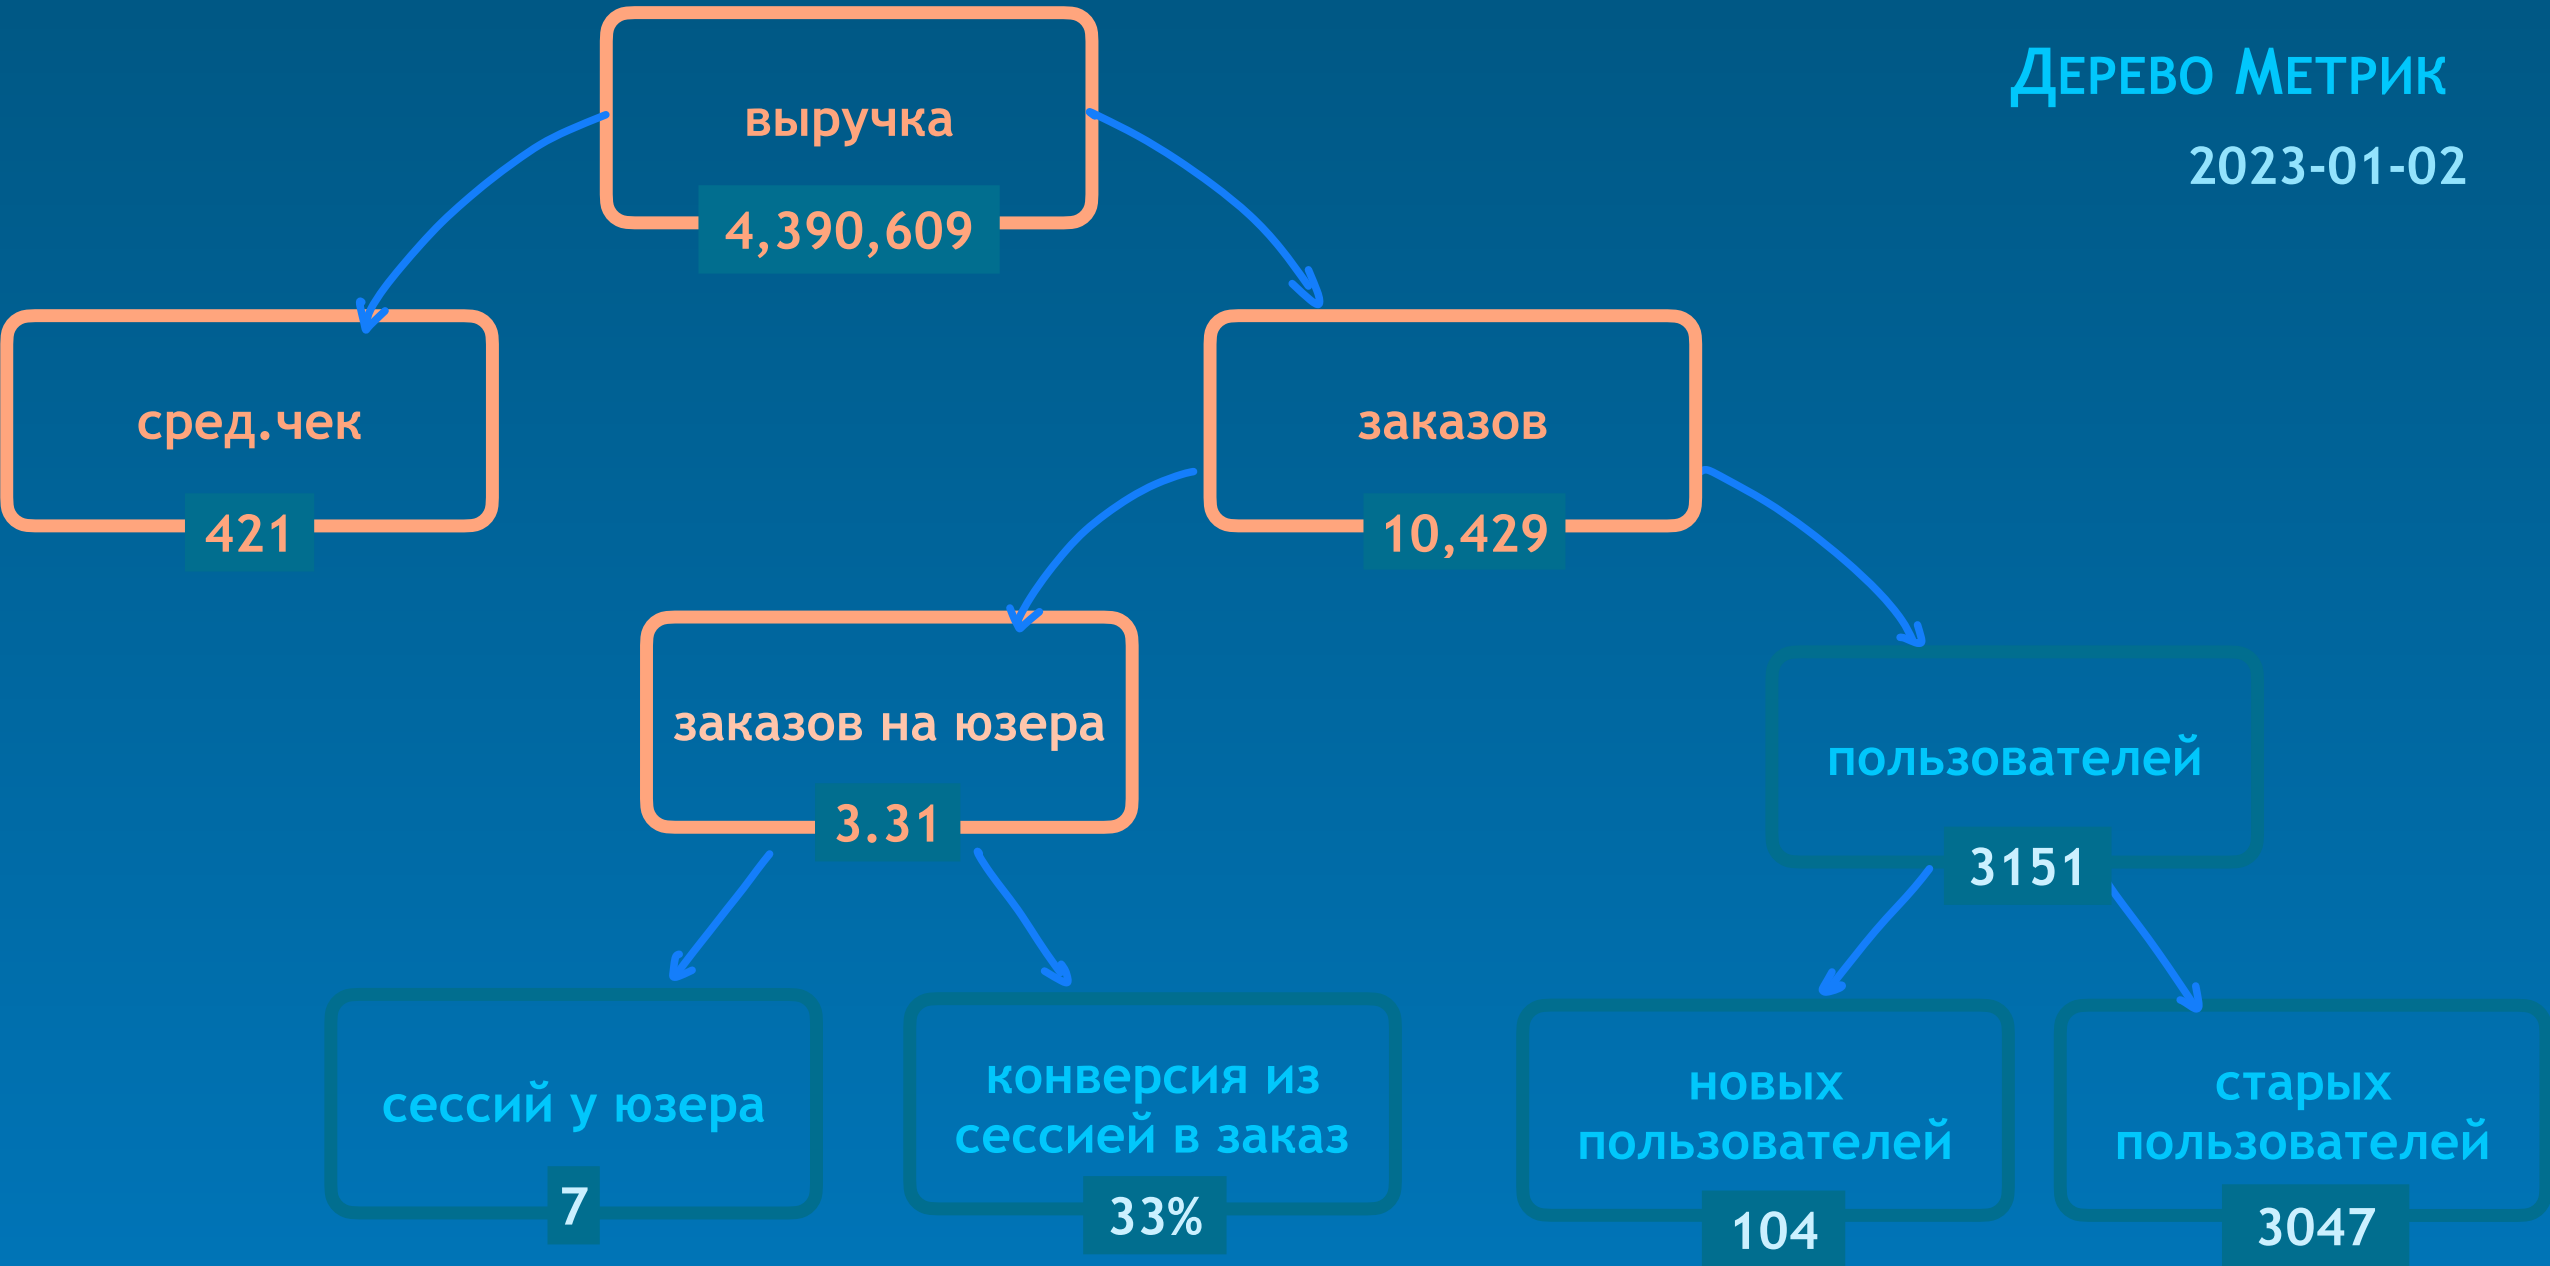 Дерево Метрик
2023-01-02
выручка
4,390,609
сред.чек
421
заказов
10,429
заказов на юзера
3.31
пользователей
3151
сессий у юзера
7
конверсия из
сессией в заказ
33%
новых
пользователей
104
старых
пользователей
3047